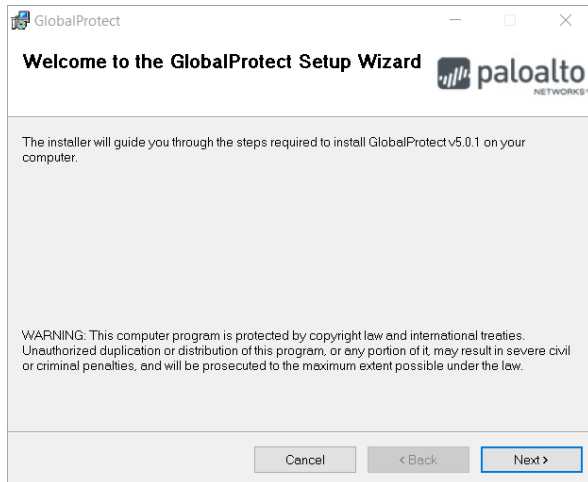 GlobalProtect
Welcome to the GlobalProtect Setup Wizard
paloalto
NETWORKS
The installer will guide you through the steps required to install GlobalProtect v5.0.1 on your
computer.
WARNING: This computer program is protected by copyright law and international treaties.
Unauthorized duplication or distribution of this program, or any portion of it, may result in severe civil
or criminal penalties, and will be prosecuted to the maximum extent possible under the law.
Cancel
< Back
Next >